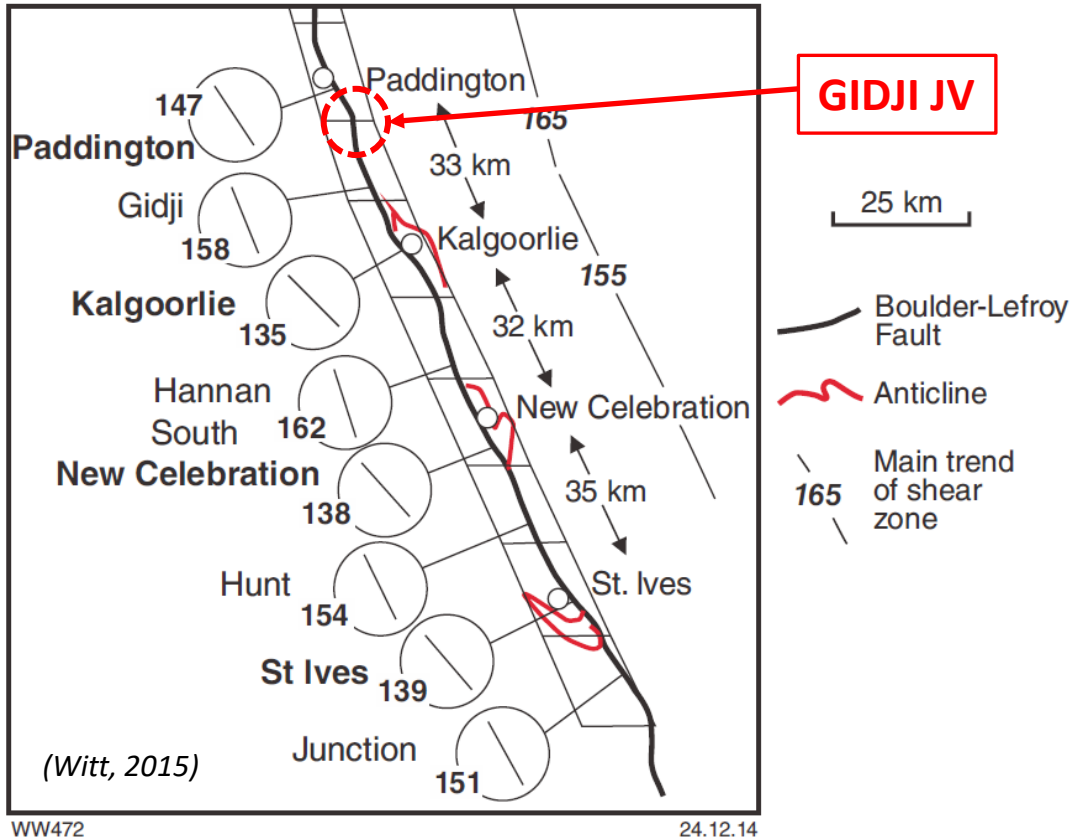 Paddington
GIDJI JV
147
165
Paddington
33 km
25 km
Gidji
Kalgoorlie
158
155
Kalgoorlie
Boulder-Lefroy
Fault
135
32 km
Hannan
South
Anticline
New Celebration
162
New Celebration
Main trend
of shear
zone
165
35 km
138
Hunt
St. Ives
154
St Ives
139
Junction
(Witt, 2015)
151
WW472
24.12.14